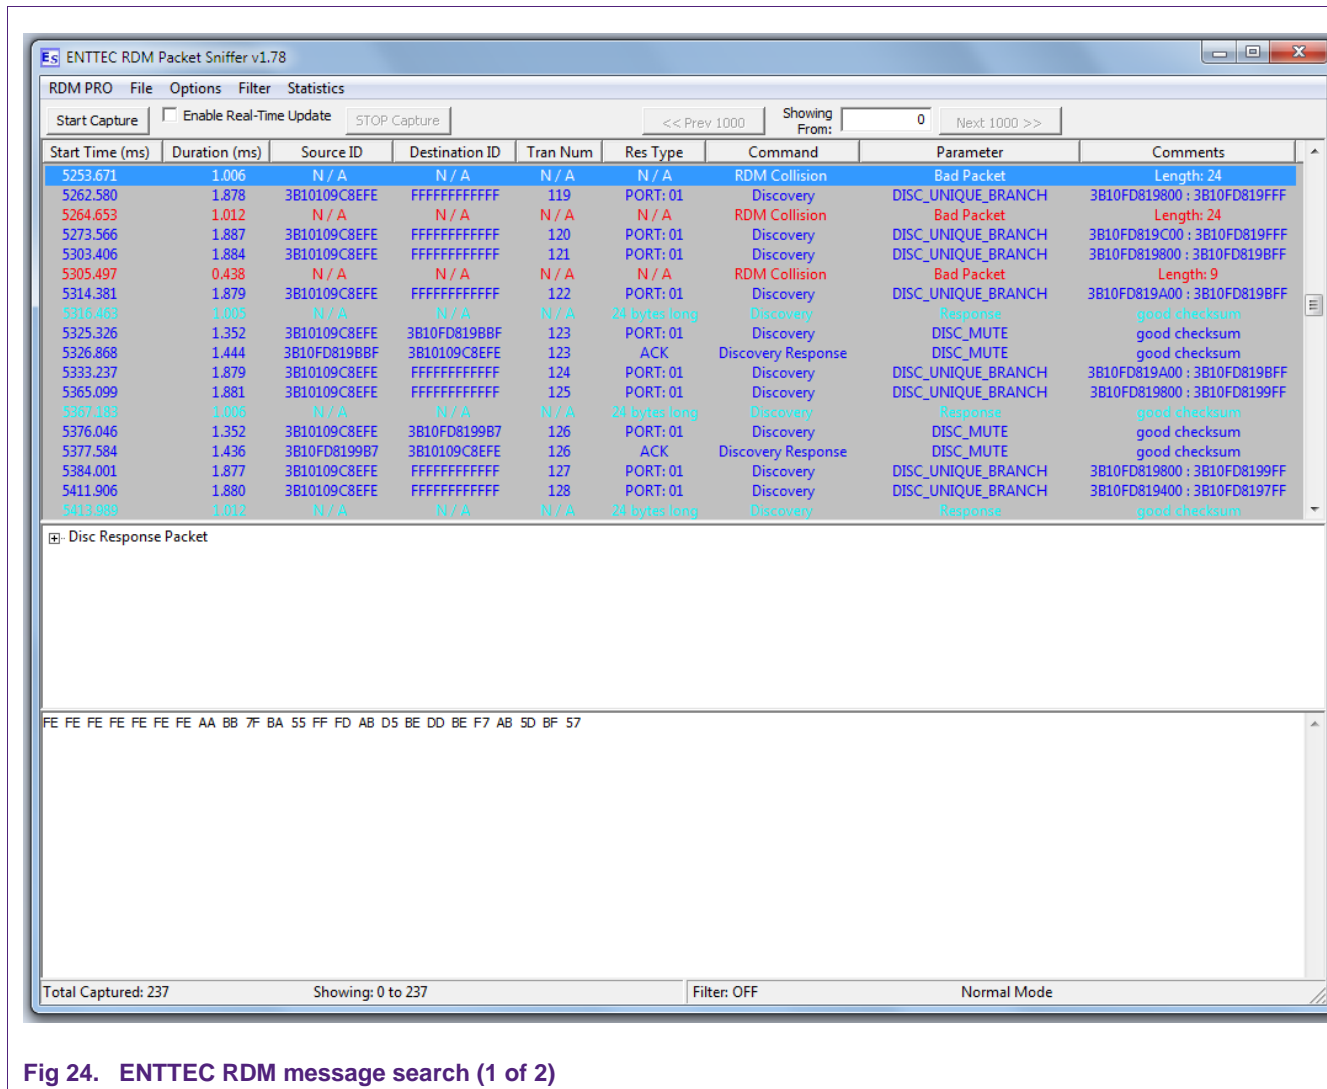 ES ENTTEC RDM Packet Sniffer v1.78
RDM PRO File Options Filter Statistics
Start Capture Enable Real-Time Update STOP Capture << Prev 1000 Showing From: 0 Next 1000 >>
Start Time (ms) Duration (ms) Source ID Destination ID Tran Num Res Type Command Parameter Comments
5253.671 1.006 N / A N / A N / A N / A RDM Collision Bad Packet Length: 24
5262.580 1.878 3B10109C8EFE FFFFFFFFFFFF 119 PORT: 01 Discovery DISC_UNIQUE_BRANCH 3B10FD819800 : 3B10FD819FFF
5264.653 1.012 N / A N / A N / A N / A RDM Collision Bad Packet Length: 24
5273.566 1.887 3B10109C8EFE FFFFFFFFFFFF 120 PORT: 01 Discovery DISC_UNIQUE_BRANCH 3B10FD819C00 : 3B10FD819FFF
5303.406 1.884 3B10109C8EFE FFFFFFFFFFFF 121 PORT: 01 Discovery DISC_UNIQUE_BRANCH 3B10FD819800 : 3B10FD819BFF
5305.497 0.438 N / A N / A N / A N / A RDM Collision Bad Packet Length: 9
5314.381 1.879 3B10109C8EFE FFFFFFFFFFFF 122 PORT: 01 Discovery DISC_UNIQUE_BRANCH 3B10FD819A00 : 3B10FD819BFF
5316.463 1.005 N / A N / A N / A 24 bytes long Discovery Response good checksum
5325.326 1.352 3B10109C8EFE 3B10FD819BBF 123 PORT: 01 Discovery DISC_MUTE good checksum
5326.868 1.444 3B10FD819BBF 3B10109C8EFE 123 ACK Discovery Response DISC_MUTE good checksum
5333.237 1.879 3B10109C8EFE FFFFFFFFFFFF 124 PORT: 01 Discovery DISC_UNIQUE_BRANCH 3B10FD819A00 : 3B10FD819BFF
5365.099 1.881 3B10109C8EFE FFFFFFFFFFFF 125 PORT: 01 Discovery DISC_UNIQUE_BRANCH 3B10FD819800 : 3B10FD8199FF
5367.183 1.006 N / A N / A N / A 24 bytes long Discovery Response good checksum
5376.046 1.352 3B10109C8EFE 3B10FD8199B7 126 PORT: 01 Discovery DISC_MUTE good checksum
5377.584 1.436 3B10FD8199B7 3B10109C8EFE 126 ACK Discovery Response DISC_MUTE good checksum
5384.001 1.877 3B10109C8EFE FFFFFFFFFFFF 127 PORT: 01 Discovery DISC_UNIQUE_BRANCH 3B10FD819800 : 3B10FD8199FF
5411.906 1.880 3B10109C8EFE FFFFFFFFFFFF 128 PORT: 01 Discovery DISC_UNIQUE_BRANCH 3B10FD819400 : 3B10FD8197FF
5413.989 1.012 N / A N / A N / A 24 bytes long Discovery Response good checksum
Disc Response Packet
FE FE FE FE FE FE FE AA BB 7F BA 55 FF FD AB D5 BE DD BE F7 AB 5D BF 57
Total Captured: 237 Showing: 0 to 237 Filter: OFF Normal Mode
Fig 24. ENTTEC RDM message search (1 of 2)